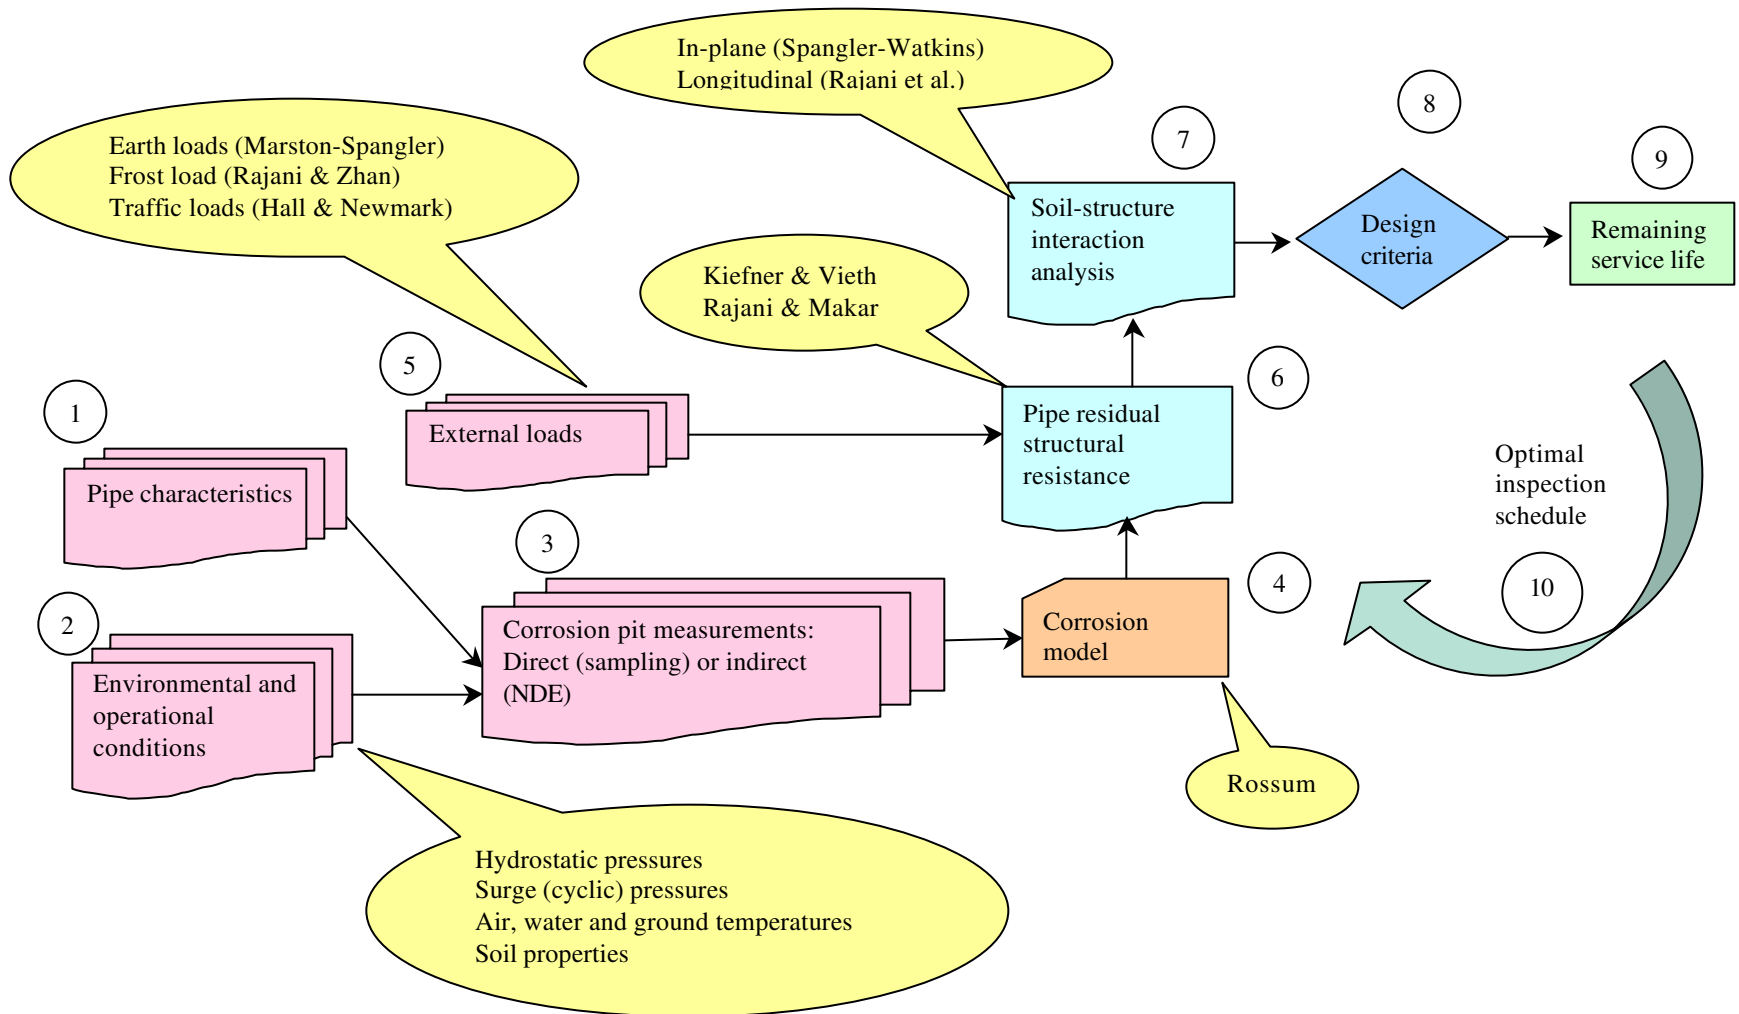 In-plane (Spangler-Watkins)
Longitudinal (Rajani et al.)
8
7
9
Earth loads (Marston-Spangler)
Frost load (Rajani & Zhan)
Traffic loads (Hall & Newmark)
Soil-structure
interaction
analysis
Design
criteria
Remaining
service life
Kiefner & Vieth
Rajani & Makar
5
6
1
External loads
Pipe residual
structural
resistance
Pipe characteristics
Optimal
inspection
schedule
3
4
10
2
Corrosion pit measurements:
Direct (sampling) or indirect
(NDE)
Corrosion
model
Environmental and
operational
conditions
Rossum
Hydrostatic pressures
Surge (cyclic) pressures
Air, water and ground temperatures
Soil properties